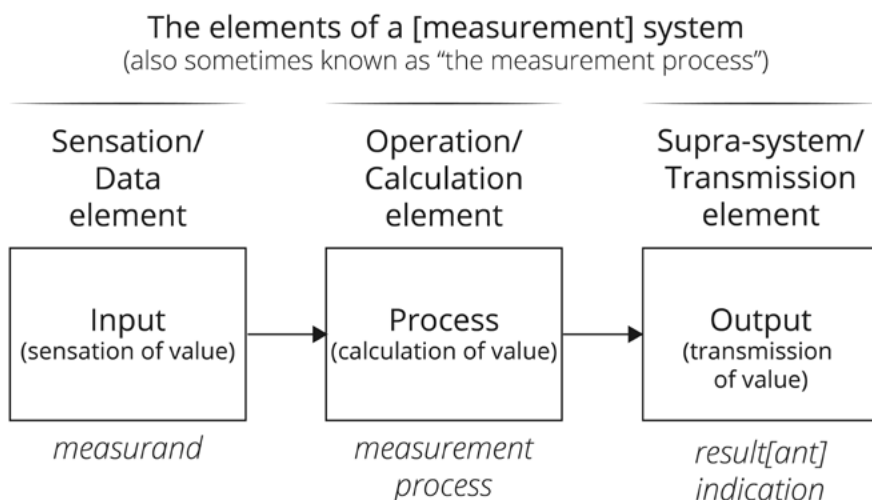 The elements of a [measurement] system
(also sometimes known as “the measurement process”)
Sensation/
Data
element
Operation/
Calculation
element
Supra-system/
Transmission
element
Input
(sensation of value)
Process
(calculation of value)
Output
(transmission
of value)
measurand
measurement
process
result[ant]
indication